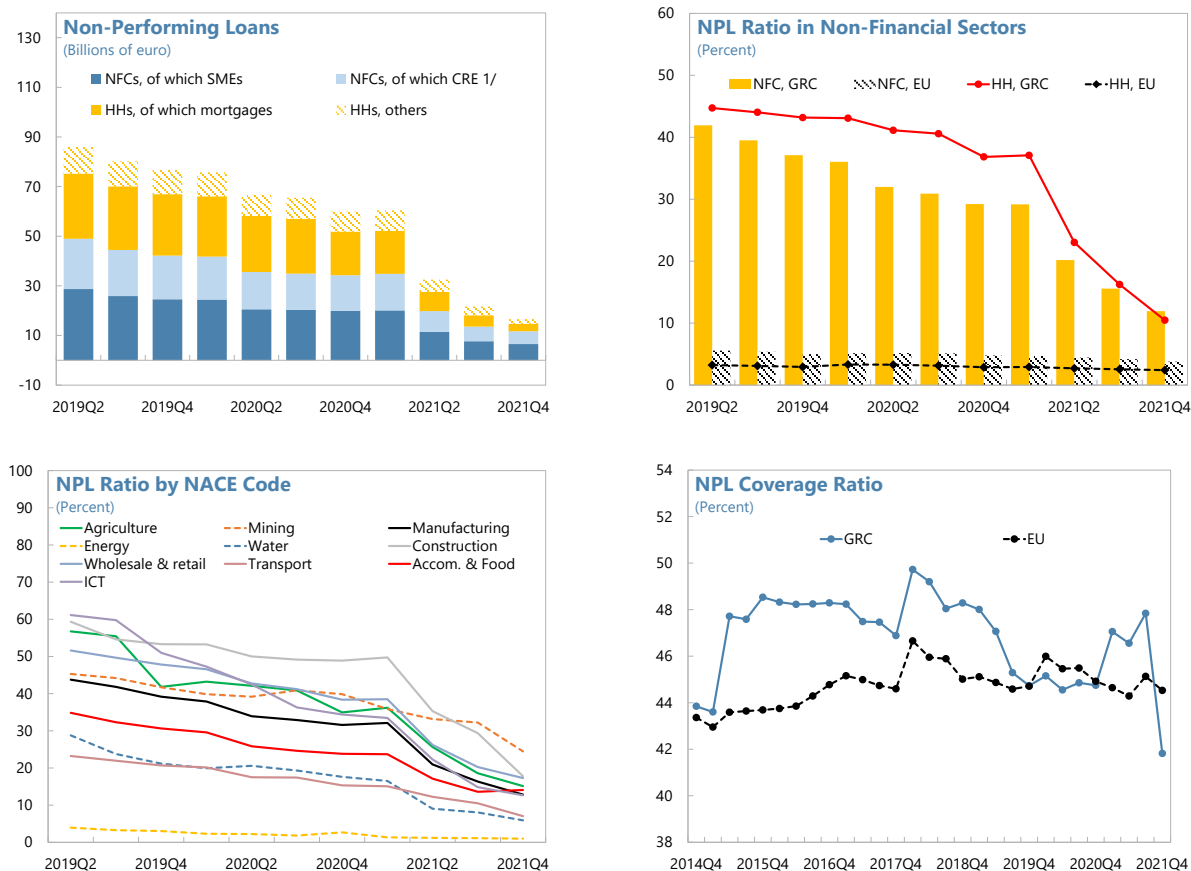 Non-Performing Loans
(Billions of euro)
NFCs, of which SMEs
NFCs, of which CRE 1/
HHs, of which mortgages
HHs, others
130
110
90
70
50
30
10
-10
2019Q2
2019Q4
2020Q2
2020Q4
2021Q2
2021Q4
NPL Ratio in Non-Financial Sectors
(Percent)
NFC, GRC
NFC, EU
HH, GRC
HH, EU
60
50
40
30
20
10
0
2019Q2
2019Q4
2020Q2
2020Q4
2021Q2
2021Q4
NPL Ratio by NACE Code
(Percent)
Agriculture
Mining
Manufacturing
Energy
Water
Construction
Wholesale & retail
Transport
Accom. & Food
ICT
100
90
80
70
60
50
40
30
20
10
0
2019Q2
2019Q4
2020Q2
2020Q4
2021Q2
2021Q4
NPL Coverage Ratio
(Percent)
GRC
EU
54
52
50
48
46
44
42
40
38
2014Q4
2015Q4
2016Q4
2017Q4
2018Q4
2019Q4
2020Q4
2021Q4